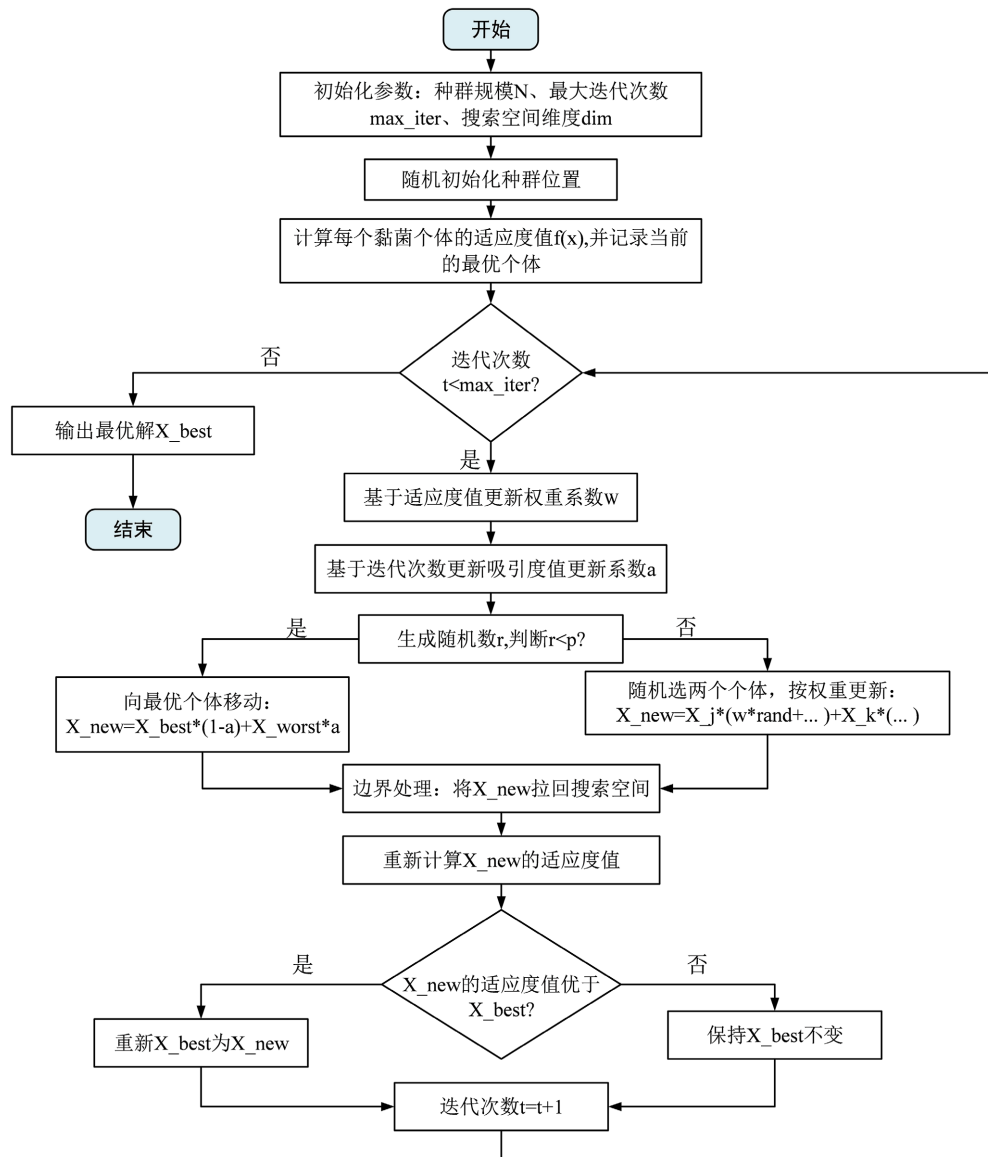 开始
初始化参数：种群规模N、最大迭代次数
max_iter、搜索空间维度dim
随机初始化种群位置
计算每个黏菌个体的适应度值f(x),并记录当前
的最优个体
迭代次数
t<max_iter?
否
输出最优解X_best
结束
是
基于适应度值更新权重系数w
基于迭代次数更新吸引度值更新系数a
生成随机数r,判断r<p?
是
否
向最优个体移动：
X_new=X_best*(1-a)+X_worst*a
随机选两个个体，按权重更新：
X_new=X_j*(w*rand+... )+X_k*(... )
边界处理：将X_new拉回搜索空间
重新计算X_new的适应度值
X_new的适应度值优于
X_best?
是
否
重新X_best为X_new
保持X_best不变
迭代次数t=t+1